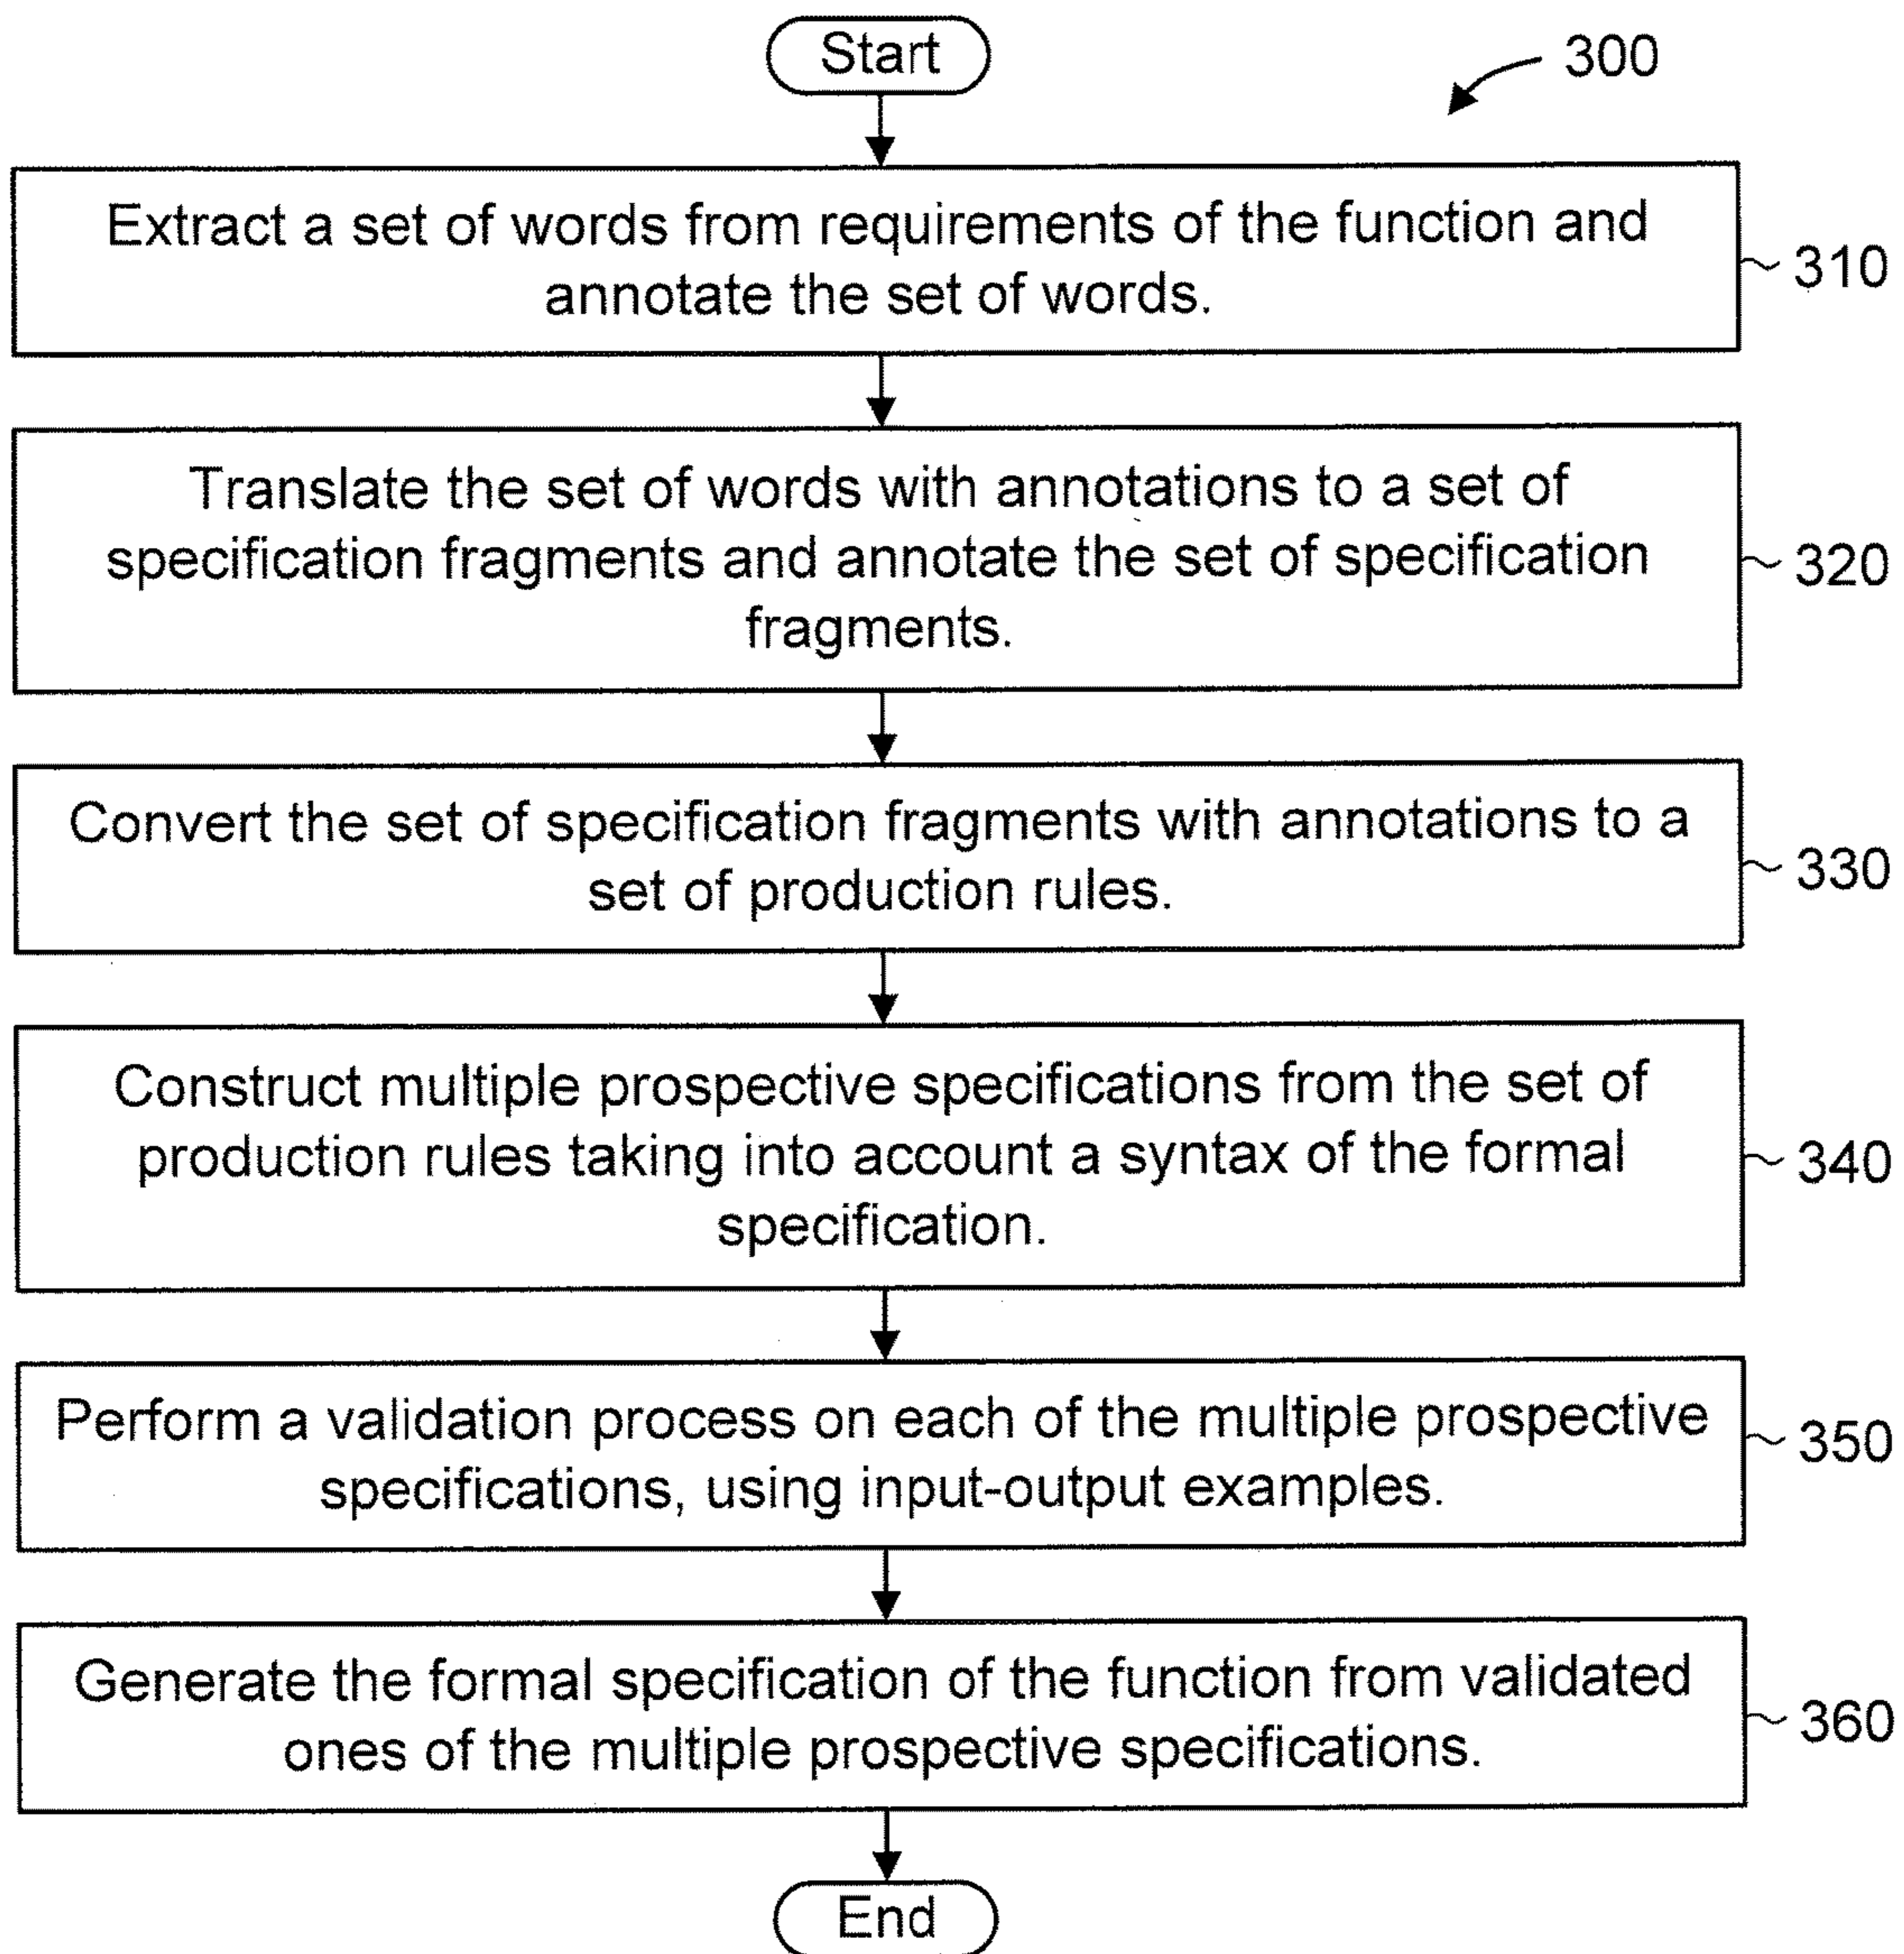 Start
300
Extract a set of words from requirements of the function and
annotate the set of words.
310
Translate the set of words with annotations to a set of
specification fragments and annotate the set of specification
fragments.
320
Convert the set of specification fragments with annotations to a
set of production rules.
330
Construct multiple prospective specifications from the set of
production rules taking into account a syntax of the formal
specification.
340
Perform a validation process on each of the multiple prospective
specifications, using input-output examples.
350
Generate the formal specification of the function from validated
ones of the multiple prospective specifications.
360
End